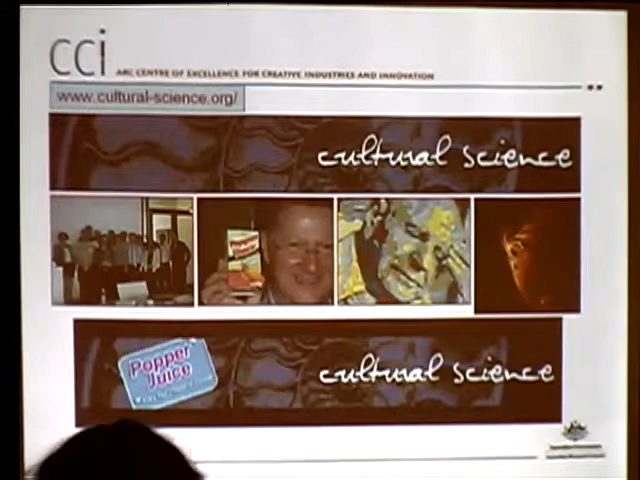 cci
ARC CENTRE OF EXCELLENCE FOR CREATIVE INDUSTRIES AND INNOVATION
www.cultural-science.org/
cultural science
Popper
Juice
cultural science